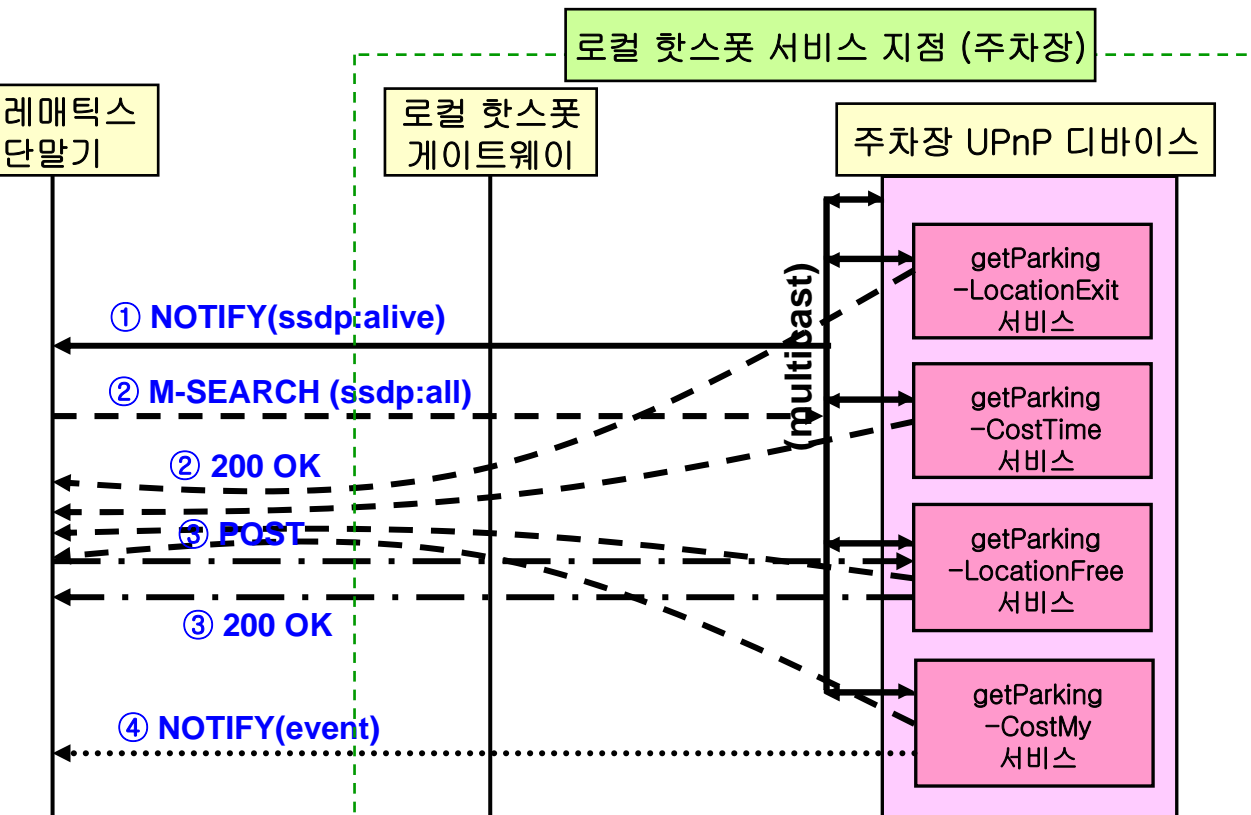 로컬 핫스폿 서비스 지점 (주차장)
레매틱스
단말기
로컬 핫스폿
게이트웨이
주차장 UPnP 디바이스
getParking
-LocationExit
서비스
① NOTIFY(ssdp:alive)
(multicast)
② M-SEARCH (ssdp:all)
getParking
-CostTime
서비스
② 200 OK
③ POST
getParking
-LocationFree
서비스
③ 200 OK
getParking
-CostMy
서비스
④ NOTIFY(event)